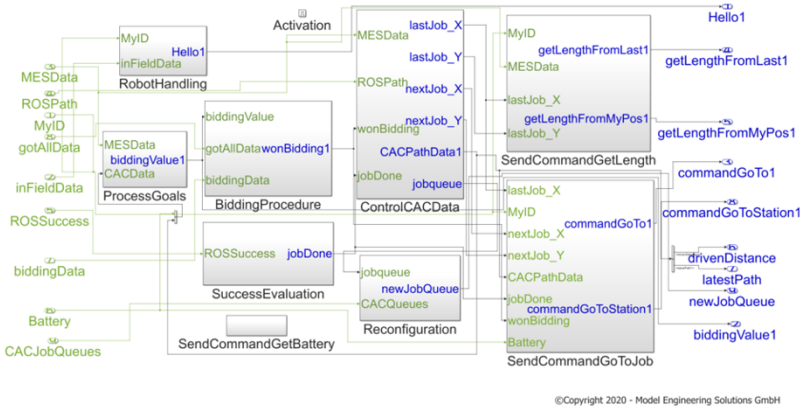 Activation
Hello1
MyID
inFieldData
Hello1
RobotHandling
MESData
ROSPath
MyID
gotAllData
inFieldData
ROSSuccess
biddingData
Battery
CACJobQueues
MESData
CACData
biddingValue1
ProcessGoals
biddingValue
gotAllData
biddingData
wonBidding1
BiddingProcedure
MESData
ROSPath
wonBidding
jobDone
lastJob_X
lastJob_Y
nextJob_X
nextJob_Y
CACPathData1
jobqueue
ControlCACData
MyID
MESData
lastJob_X
lastJob_Y
getLengthFromLast1
getLengthFromMyPos1
SendCommandGetLength
getLengthFromLast1
getLengthFromMyPos1
ROSSuccess
jobDone
SuccessEvaluation
SendCommandGetBattery
jobqueue
CACQueues
newJobQueue
Reconfiguration
lastJob_X
MyID
nextJob_X
nextJob_Y
CACPathData
jobDone
wonBidding
Battery
commandGoTo1
commandGoToStation1
SendCommandGoToJob
commandGoTo1
commandGoToStation1
drivenDistance
latestPath
newJobQueue
biddingValue1
©Copyright 2020 - Model Engineering Solutions GmbH